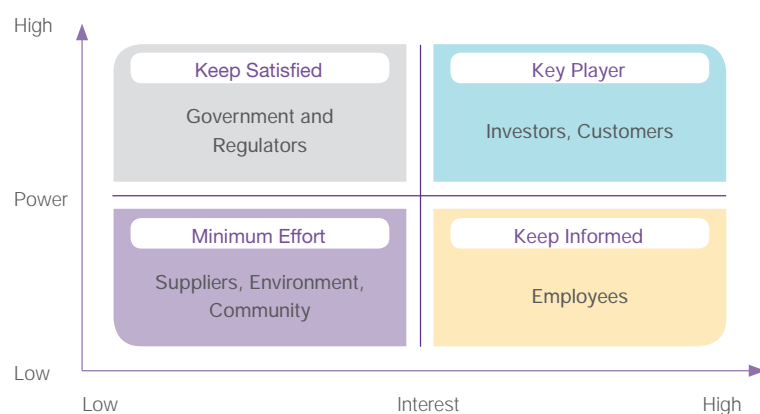 High
Keep Satisfied
Key Player
Government and
Regulators
Investors, Customers
Power
Minimum Effort
Keep Informed
Suppliers, Environment,
Community
Employees
Low
Low
Interest
High